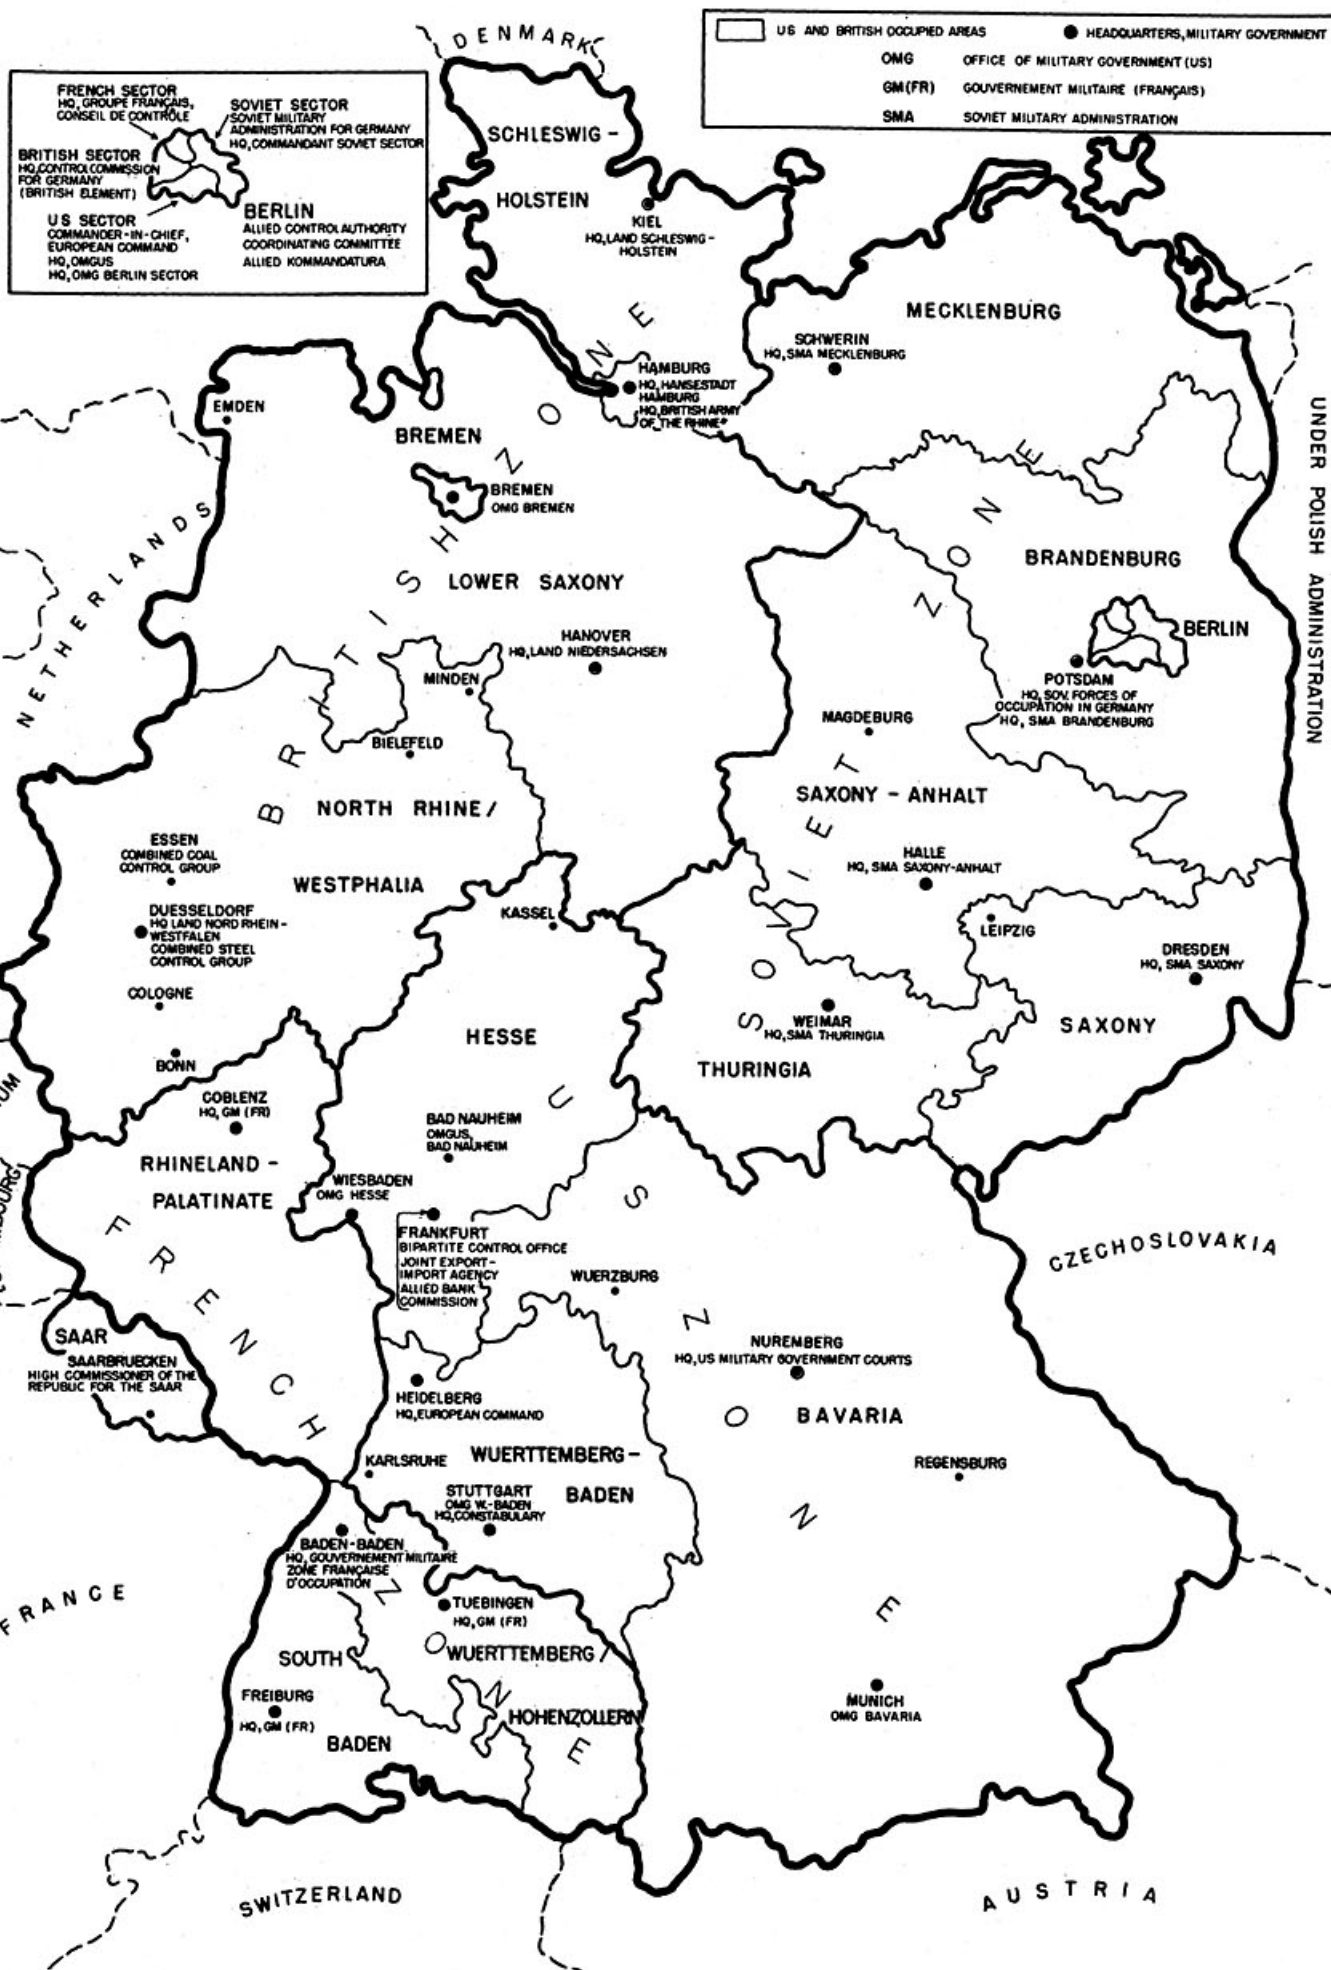 DENMARK
US AND BRITISH OCCUPIED AREAS
HEADQUARTERS, MILITARY GOVERNMENT
OMG OFFICE OF MILITARY GOVERNMENT (US)
GM (FR) GOUVERNEMENT MILITAIRE (FRANÇAIS)
SMA SOVIET MILITARY ADMINISTRATION
FRENCH SECTOR
HQ, GROUPE FRANÇAIS,
CONSEIL DE CONTRÔLE
SOVIET SECTOR
SOVIET MILITARY
ADMINISTRATION FOR GERMANY
HQ, COMMANDANT SOVIET SECTOR
BRITISH SECTOR
HQ, CONTROL COMMISSION
FOR GERMANY
(BRITISH ELEMENT)
US SECTOR
COMMANDER-IN-CHIEF,
EUROPEAN COMMAND
HQ, OMGUS
HQ, OMG BERLIN SECTOR
BERLIN
ALLIED CONTROL AUTHORITY
COORDINATING COMMITTEE
ALLIED KOMMANDATURA
SCHLESWIG -
HOLSTEIN
KIEL
HQ, LAND SCHLESWIG -
HOLSTEIN
MECKLENBURG
SCHWERIN
HQ, SMA MECKLENBURG
HAMBURG
HQ, HANSESTADT
HAMBURG
HQ, BRITISH ARMY
OF THE RHINE
EMDEN
BREMEN
BREMEN
OMG BREMEN
BRITISH ZONE
NETHERLANDS
LOWER SAXONY
HANOVER
HQ, LAND NIEDERSACHSEN
MINDEN
BIELEFELD
UNDER POLISH ADMINISTRATION
BRANDENBURG
BERLIN
POTSDAM
HQ, SOV. FORCES OF
OCCUPATION IN GERMANY
HQ, SMA BRANDENBURG
SOVIET ZONE
MAGDEBURG
SAXONY - ANHALT
HALLE
HQ, SMA SAXONY-ANHALT
NORTH RHINE /
WESTPHALIA
ESSEN
COMBINED COAL
CONTROL GROUP
DUESSELDORF
HQ LAND NORD RHEIN -
WESTFALEN
COMBINED STEEL
CONTROL GROUP
COLOGNE
BONN
KASSEL
LEIPZIG
DRESDEN
HQ, SMA SAXONY
SAXONY
WEIMAR
HQ, SMA THURINGIA
THURINGIA
HESSE
UM
BOURG
COBLENZ
HQ, GM (FR)
RHINELAND -
PALATINATE
BAD NAUHEIM
OMGUS,
BAD NAUHEIM
WIESBADEN
OMG HESSE
FRANKFURT
BIPARTITE CONTROL OFFICE
JOINT EXPORT-
IMPORT AGENCY
ALLIED BANK
COMMISSION
US ZONE
WUERZBURG
CZECHOSLOVAKIA
FRENCH ZONE
SAAR
SAARBRUECKEN
HIGH COMMISSIONER OF THE
REPUBLIC FOR THE SAAR
NUREMBERG
HQ, US MILITARY GOVERNMENT COURTS
HEIDELBERG
HQ, EUROPEAN COMMAND
BAVARIA
REGENSBURG
KARLSRUHE
WUERTTEMBERG -
BADEN
STUTTGART
OMG W.-BADEN
HQ, CONSTABULARY
BADEN-BADEN
HQ, GOUVERNEMENT MILITAIRE
ZONE FRANÇAISE
D'OCCUPATION
FRANCE
TUEBINGEN
HQ, GM (FR)
WUERTTEMBERG /
HOHENZOLLERN
SOUTH
BADEN
FREIBURG
HQ, GM (FR)
MUNICH
OMG BAVARIA
SWITZERLAND
AUSTRIA